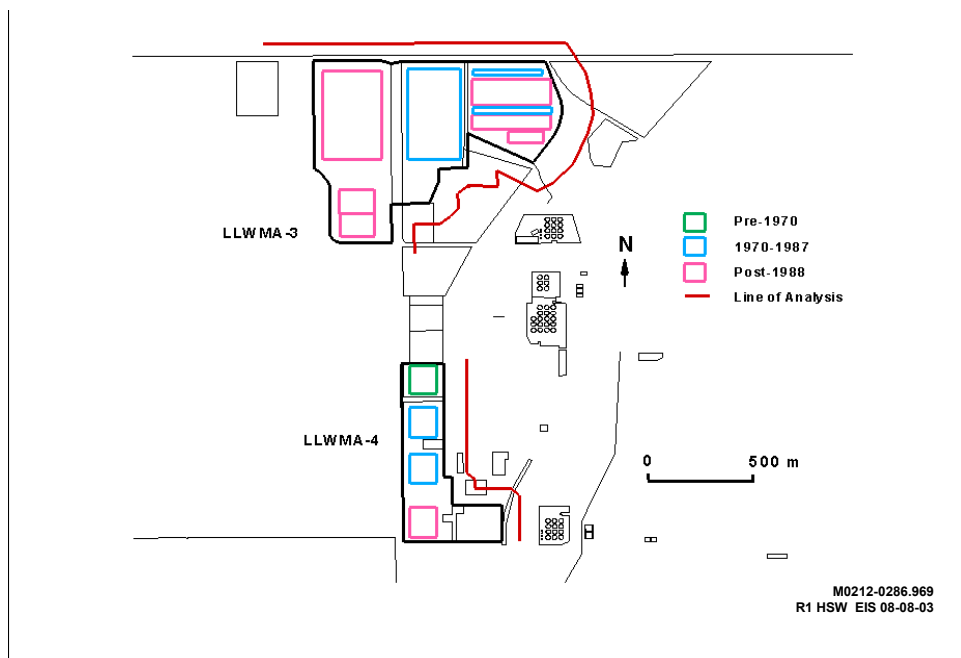 LLWMA-3
N
Pre-1970
1970-1987
Post-1988
Line of Analysis
LLWMA-4
0 500 m
M0212-0286.969
R1 HSW EIS 08-08-03